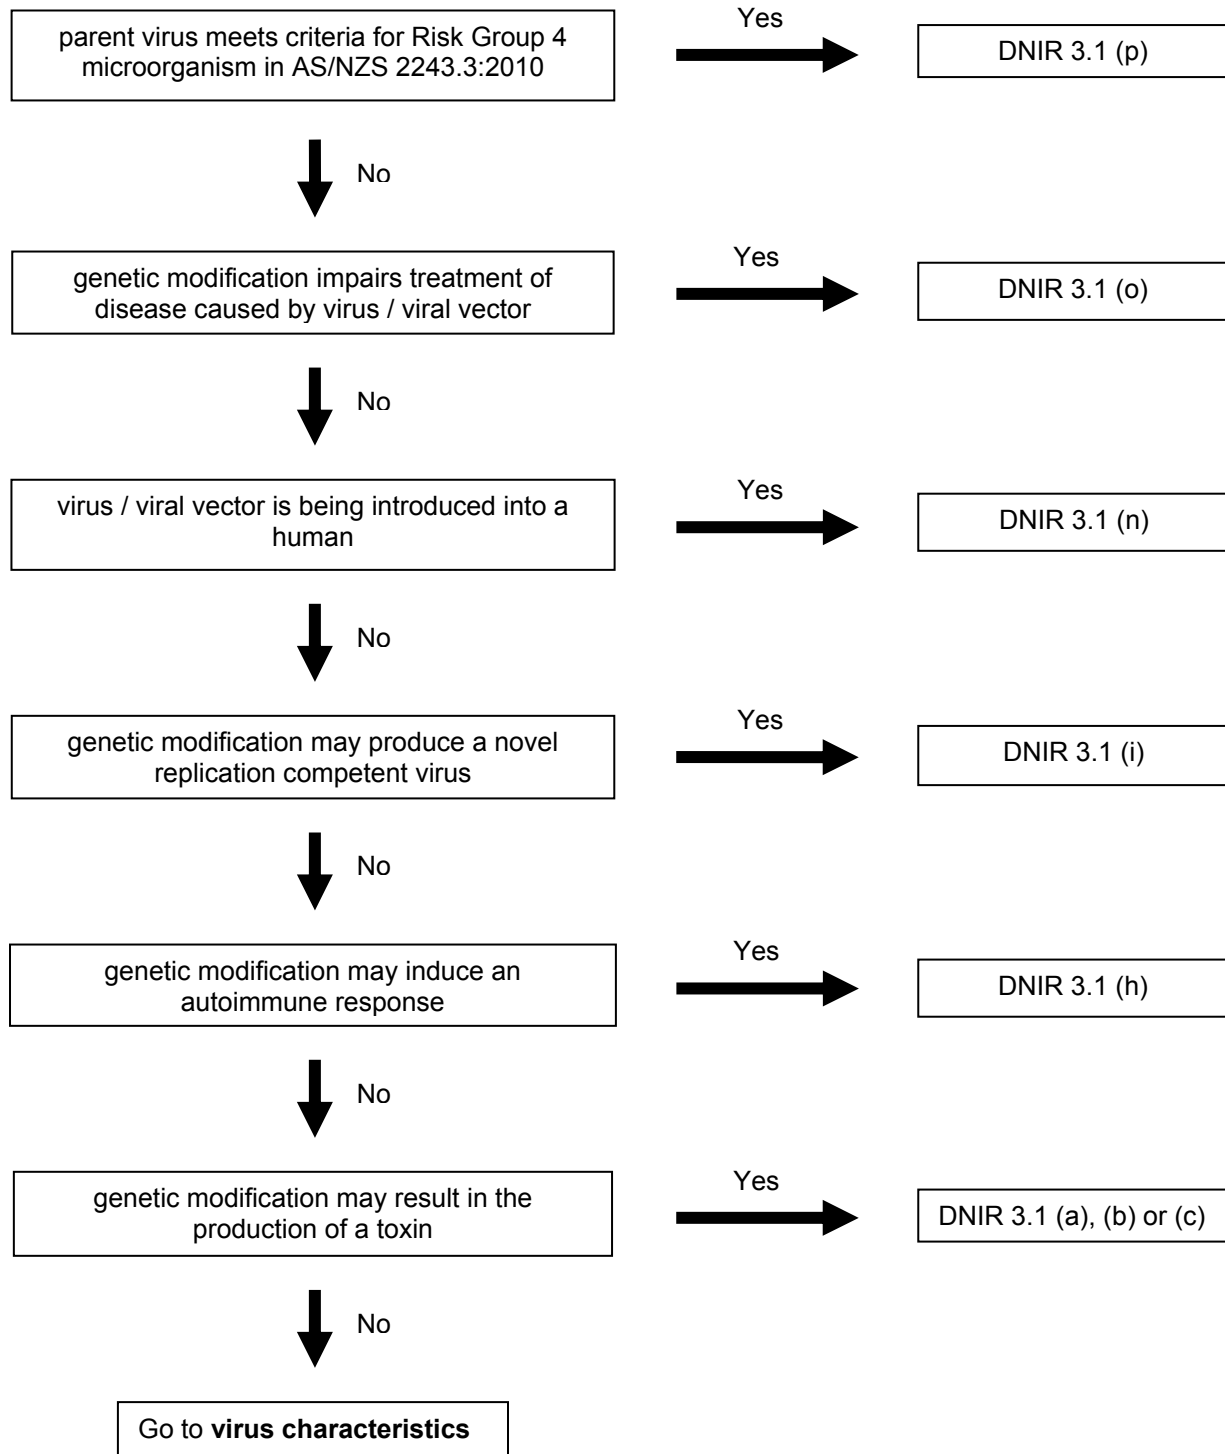 Yes
parent virus meets criteria for Risk Group 4
microorganism in AS/NZS 2243.3:2010
DNIR 3.1 (p)
No
Yes
genetic modification impairs treatment of
disease caused by virus / viral vector
DNIR 3.1 (o)
No
Yes
virus / viral vector is being introduced into a
human
DNIR 3.1 (n)
No
Yes
genetic modification may produce a novel
replication competent virus
DNIR 3.1 (i)
No
Yes
genetic modification may induce an
autoimmune response
DNIR 3.1 (h)
No
Yes
genetic modification may result in the
production of a toxin
DNIR 3.1 (a), (b) or (c)
No
Go to virus characteristics